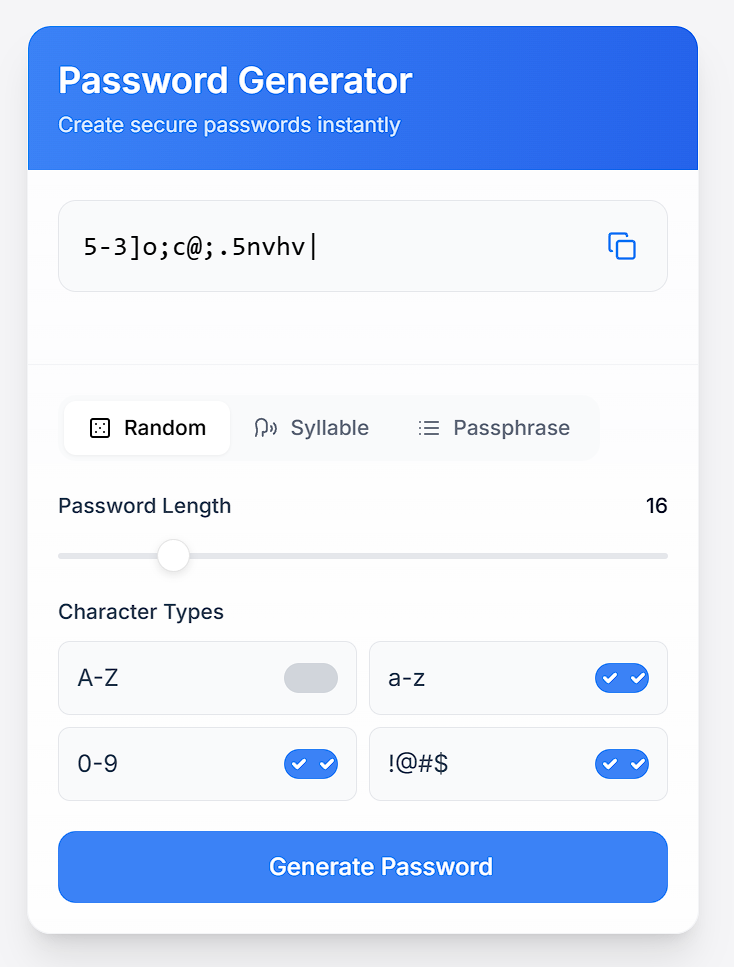 Password Generator
Create secure passwords instantly
5-3]o;c@;.5nvhv|
Random Syllable Passphrase
Password Length 16
Character Types
A-Z a-z
0-9 !@#$
Generate Password